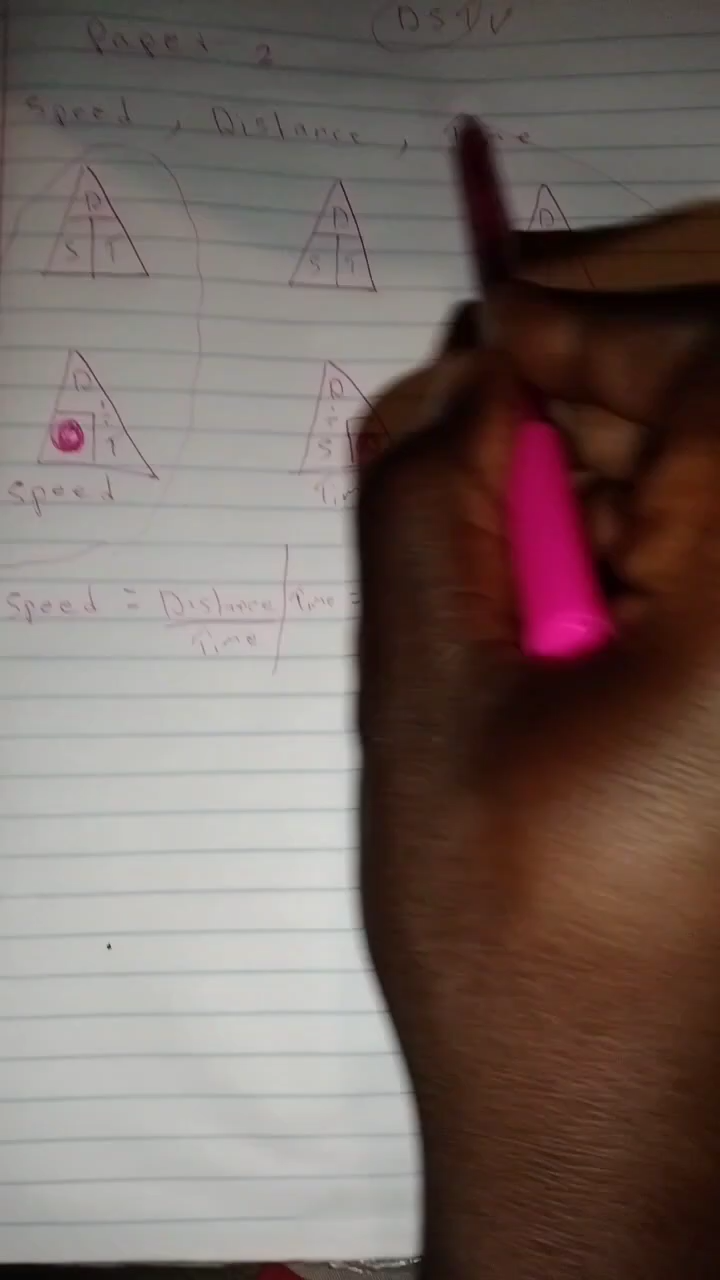 DSTV
Paper 2
Speed, Distance, Time
D D D
S T S T
D D
÷ ÷
T S
Speed
Speed = Distance Time =
Time